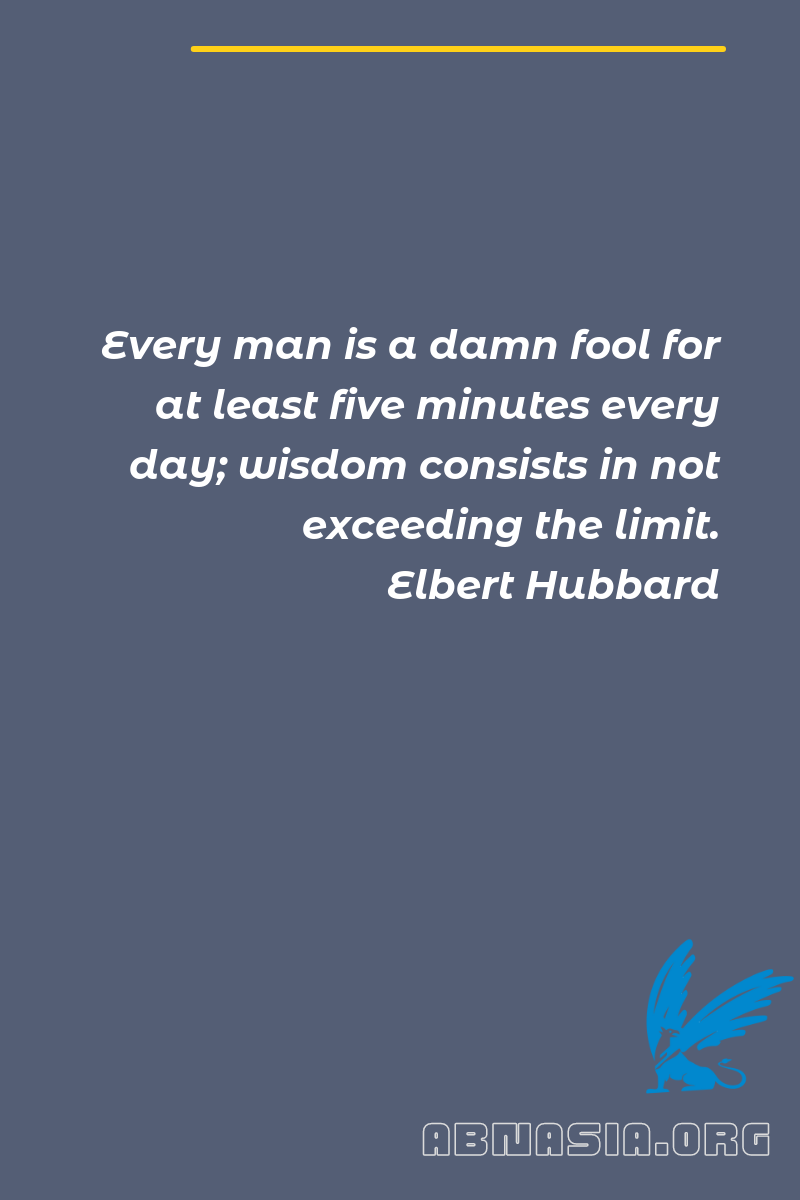 Every man is a damn fool for
at least five minutes every
day; wisdom consists in not
exceeding the limit.
Elbert Hubbard
ABNASIA.ORG